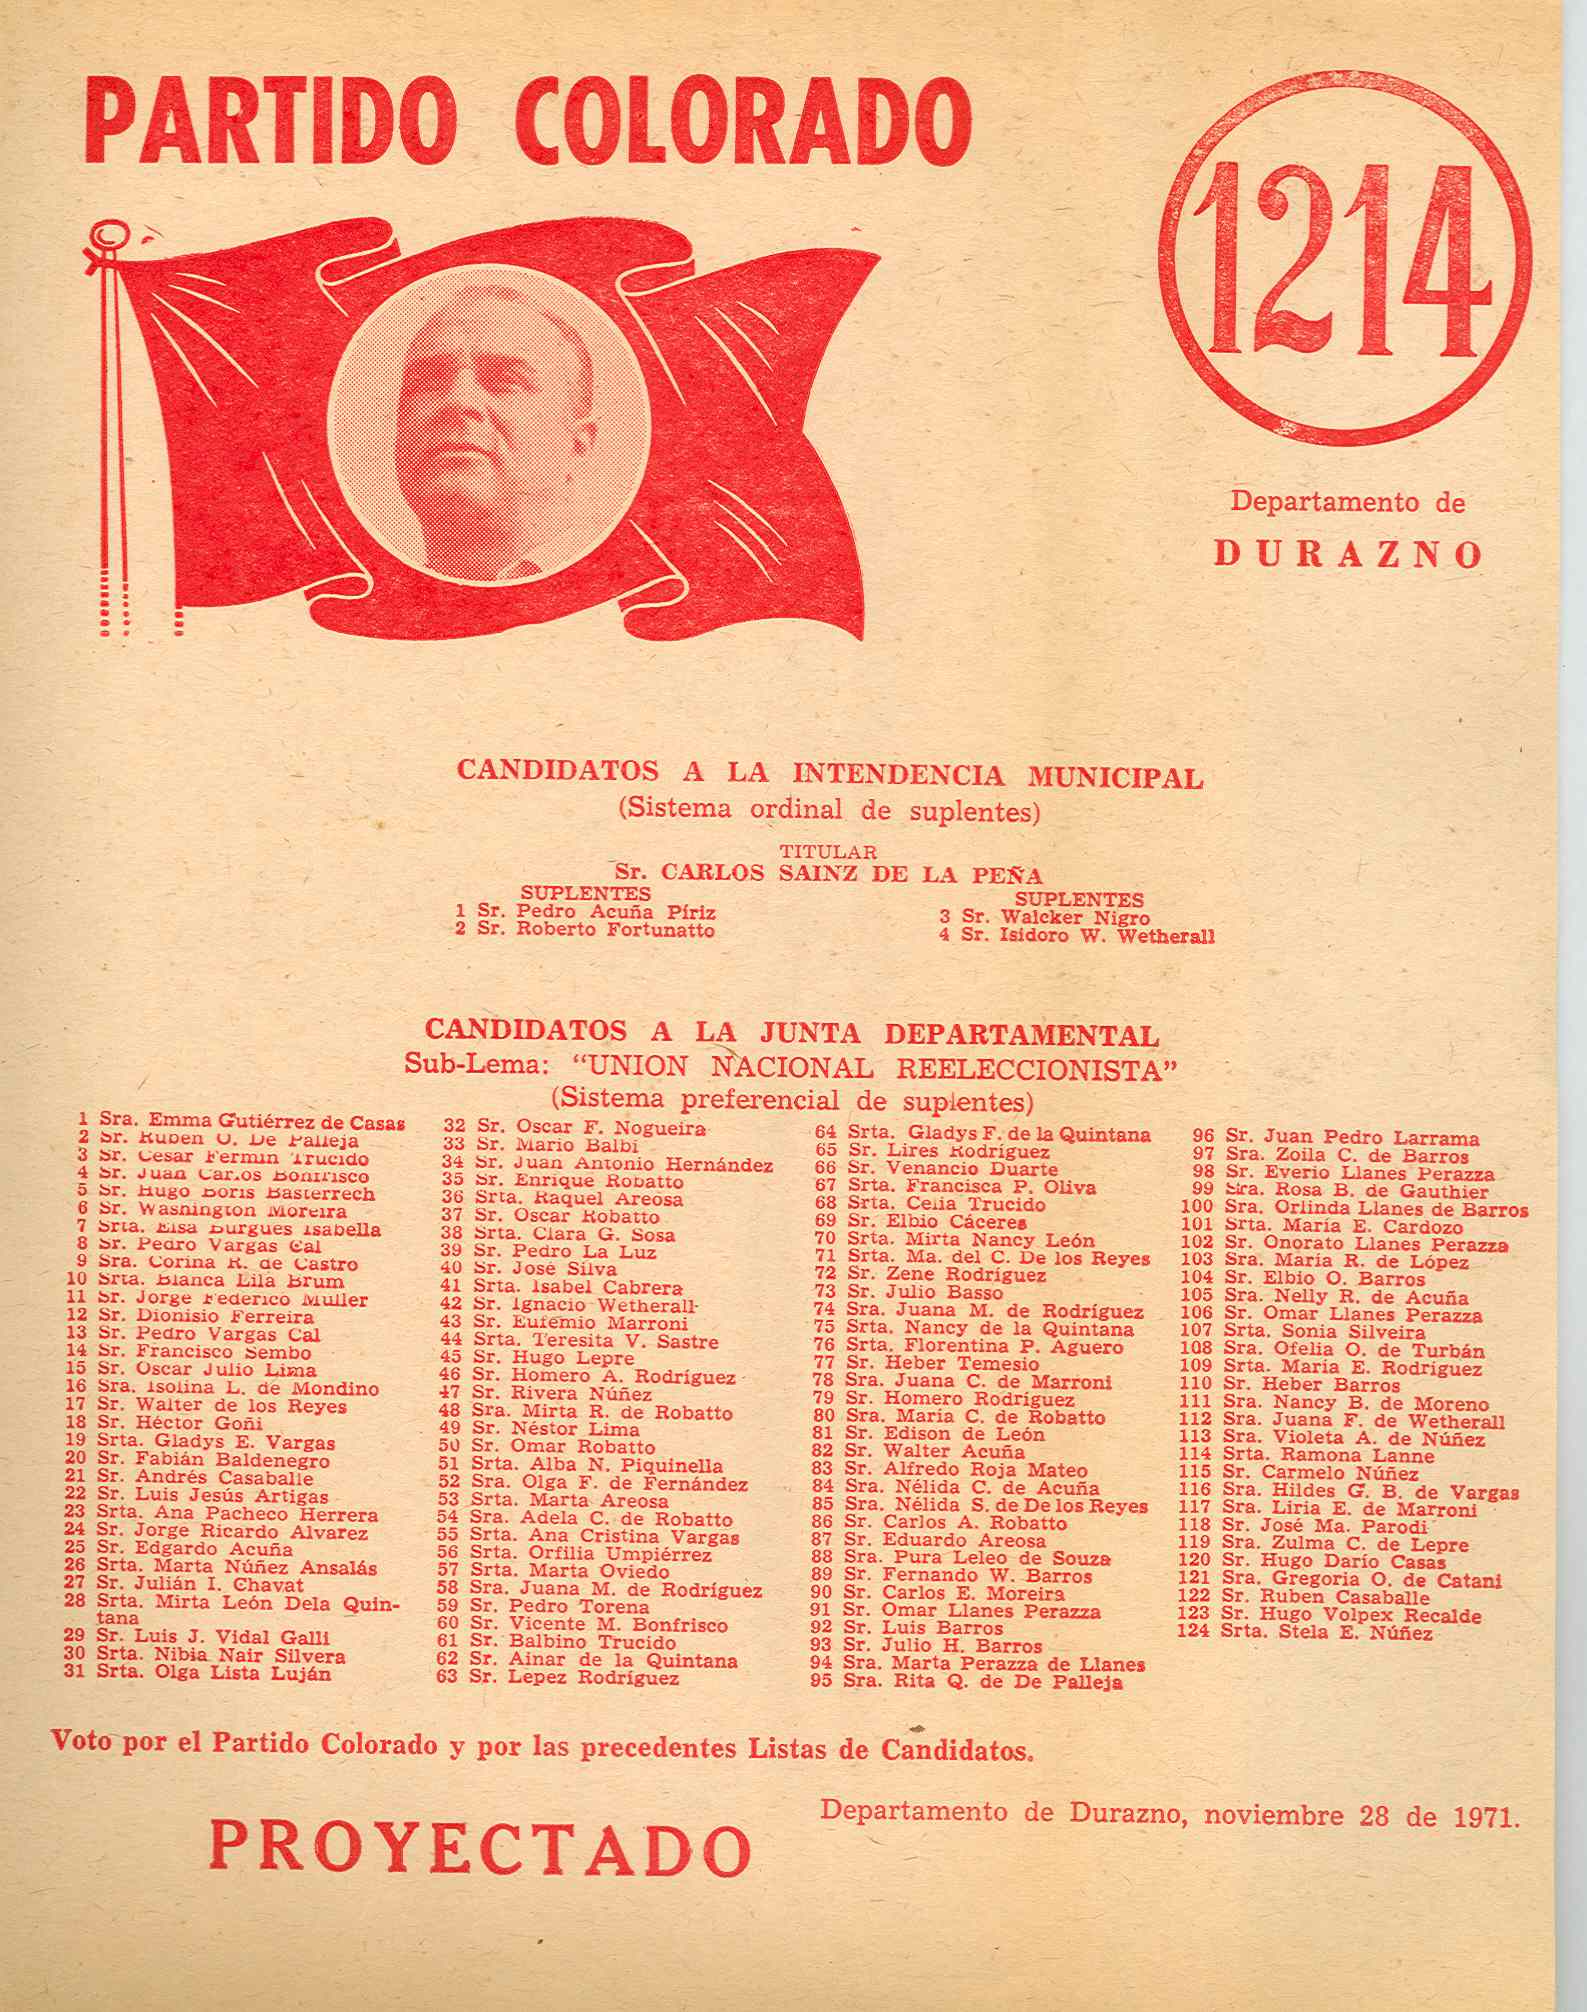 PARTIDO COLORADO
1214
Departamento de
DURAZNO
CANDIDATOS A LA INTENDENCIA MUNICIPAL
(Sistema ordinal de suplentes)
TITULAR
Sr. CARLOS SAINZ DE LA PEÑA
SUPLENTES
1 Sr. Pedro Acuña Píriz
2 Sr. Roberto Fortunatto
SUPLENTES
3 Sr. Walcker Nigro
4 Sr. Isidoro W. Wetherall
CANDIDATOS A LA JUNTA DEPARTAMENTAL
Sub-Lema: “UNION NACIONAL REELECCIONISTA”
(Sistema preferencial de suplentes)
1 Sra. Emma Gutiérrez de Casas
2 Sr. Ruben O. De Palleja
3 Sr. Cesar Fermin Trucido
4 Sr. Juan Carlos Bonifrisco
5 Sr. Hugo Boris Basterrech
6 Sr. Washington Moreira
7 Srta. Elsa Burgues Isabella
8 Sr. Pedro Vargas Cal
9 Sra. Corina R. de Castro
10 Srta. Blanca Lila Brum
11 Sr. Jorge Federico Muller
12 Sr. Dionisio Ferreira
13 Sr. Pedro Vargas Cal
14 Sr. Francisco Sembo
15 Sr. Oscar Julio Lima
16 Sra. Isolina L. de Mondino
17 Sr. Walter de los Reyes
18 Sr. Héctor Goñi
19 Srta. Gladys E. Vargas
20 Sr. Fabián Baldenegro
21 Sr. Andrés Casaballe
22 Sr. Luis Jesús Artigas
23 Srta. Ana Pacheco Herrera
24 Sr. Jorge Ricardo Alvarez
25 Sr. Edgardo Acuña
26 Srta. Marta Núñez Ansalás
27 Sr. Julián I. Chavat
28 Srta. Mirta León Dela Quin-
tana
29 Sr. Luis J. Vidal Galli
30 Srta. Nibia Nair Silvera
31 Srta. Olga Lista Luján
32 Sr. Oscar F. Nogueira
33 Sr. Mario Balbi
34 Sr. Juan Antonio Hernández
35 Sr. Enrique Robatto
36 Srta. Raquel Areosa
37 Sr. Oscar Robatto
38 Srta. Clara G. Sosa
39 Sr. Pedro La Luz
40 Sr. José Silva
41 Srta. Isabel Cabrera
42 Sr. Ignacio Wetherall
43 Sr. Eufemio Marroni
44 Srta. Teresita V. Sastre
45 Sr. Hugo Lepre
46 Sr. Homero A. Rodríguez
47 Sr. Rivera Núñez
48 Sra. Mirta R. de Robatto
49 Sr. Néstor Lima
50 Sr. Omar Robatto
51 Srta. Alba N. Piquinella
52 Sra. Olga F. de Fernández
53 Srta. Marta Areosa
54 Sra. Adela C. de Robatto
55 Srta. Ana Cristina Vargas
56 Srta. Orfilia Umpiérrez
57 Srta. Marta Oviedo
58 Sra. Juana M. de Rodríguez
59 Sr. Pedro Torena
60 Sr. Vicente M. Bonfrisco
61 Sr. Balbino Trucido
62 Sr. Ainar de la Quintana
63 Sr. Lepez Rodríguez
64 Srta. Gladys F. de la Quintana
65 Sr. Lires Rodríguez
66 Sr. Venancio Duarte
67 Srta. Francisca P. Oliva
68 Srta. Celia Trucido
69 Sr. Elbio Cáceres
70 Srta. Mirta Nancy León
71 Srta. Ma. del C. De los Reyes
72 Sr. Zene Rodríguez
73 Sr. Julio Basso
74 Sra. Juana M. de Rodríguez
75 Srta. Nancy de la Quintana
76 Srta. Florentina P. Aguero
77 Sr. Heber Temesio
78 Sra. Juana C. de Marroni
79 Sr. Homero Rodríguez
80 Sra. María C. de Robatto
81 Sr. Edison de León
82 Sr. Walter Acuña
83 Sr. Alfredo Roja Mateo
84 Sra. Nélida C. de Acuña
85 Sra. Nélida S. de De los Reyes
86 Sr. Carlos A. Robatto
87 Sr. Eduardo Areosa
88 Sra. Pura Leleo de Souza
89 Sr. Fernando W. Barros
90 Sr. Carlos E. Moreira
91 Sr. Omar Llanes Perazza
92 Sr. Luis Barros
93 Sr. Julio H. Barros
94 Sra. Marta Perazza de Llanes
95 Sra. Rita Q. de De Palleja
96 Sr. Juan Pedro Larrama
97 Sra. Zoila C. de Barros
98 Sr. Everio Llanes Perazza
99 Sra. Rosa B. de Gauthier
100 Sra. Orlinda Llanes de Barros
101 Srta. María E. Cardozo
102 Sr. Onorato Llanes Perazza
103 Sra. María R. de López
104 Sr. Elbio O. Barros
105 Sra. Nelly R. de Acuña
106 Sr. Omar Llanes Perazza
107 Srta. Sonia Silveira
108 Sra. Ofelia O. de Turbán
109 Srta. María E. Rodríguez
110 Sr. Heber Barros
111 Sra. Nancy B. de Moreno
112 Sra. Juana F. de Wetherall
113 Sra. Violeta A. de Núñez
114 Srta. Ramona Lanne
115 Sr. Carmelo Núñez
116 Sra. Hildes G. B. de Vargas
117 Sra. Liria E. de Marroni
118 Sr. José Ma. Parodi
119 Sra. Zulma C. de Lepre
120 Sr. Hugo Darío Casas
121 Sra. Gregoria O. de Catani
122 Sr. Ruben Casaballe
123 Sr. Hugo Volpex Recalde
124 Srta. Stela E. Núñez
Voto por el Partido Colorado y por las precedentes Listas de Candidatos.
Departamento de Durazno, noviembre 28 de 1971.
PROYECTADO